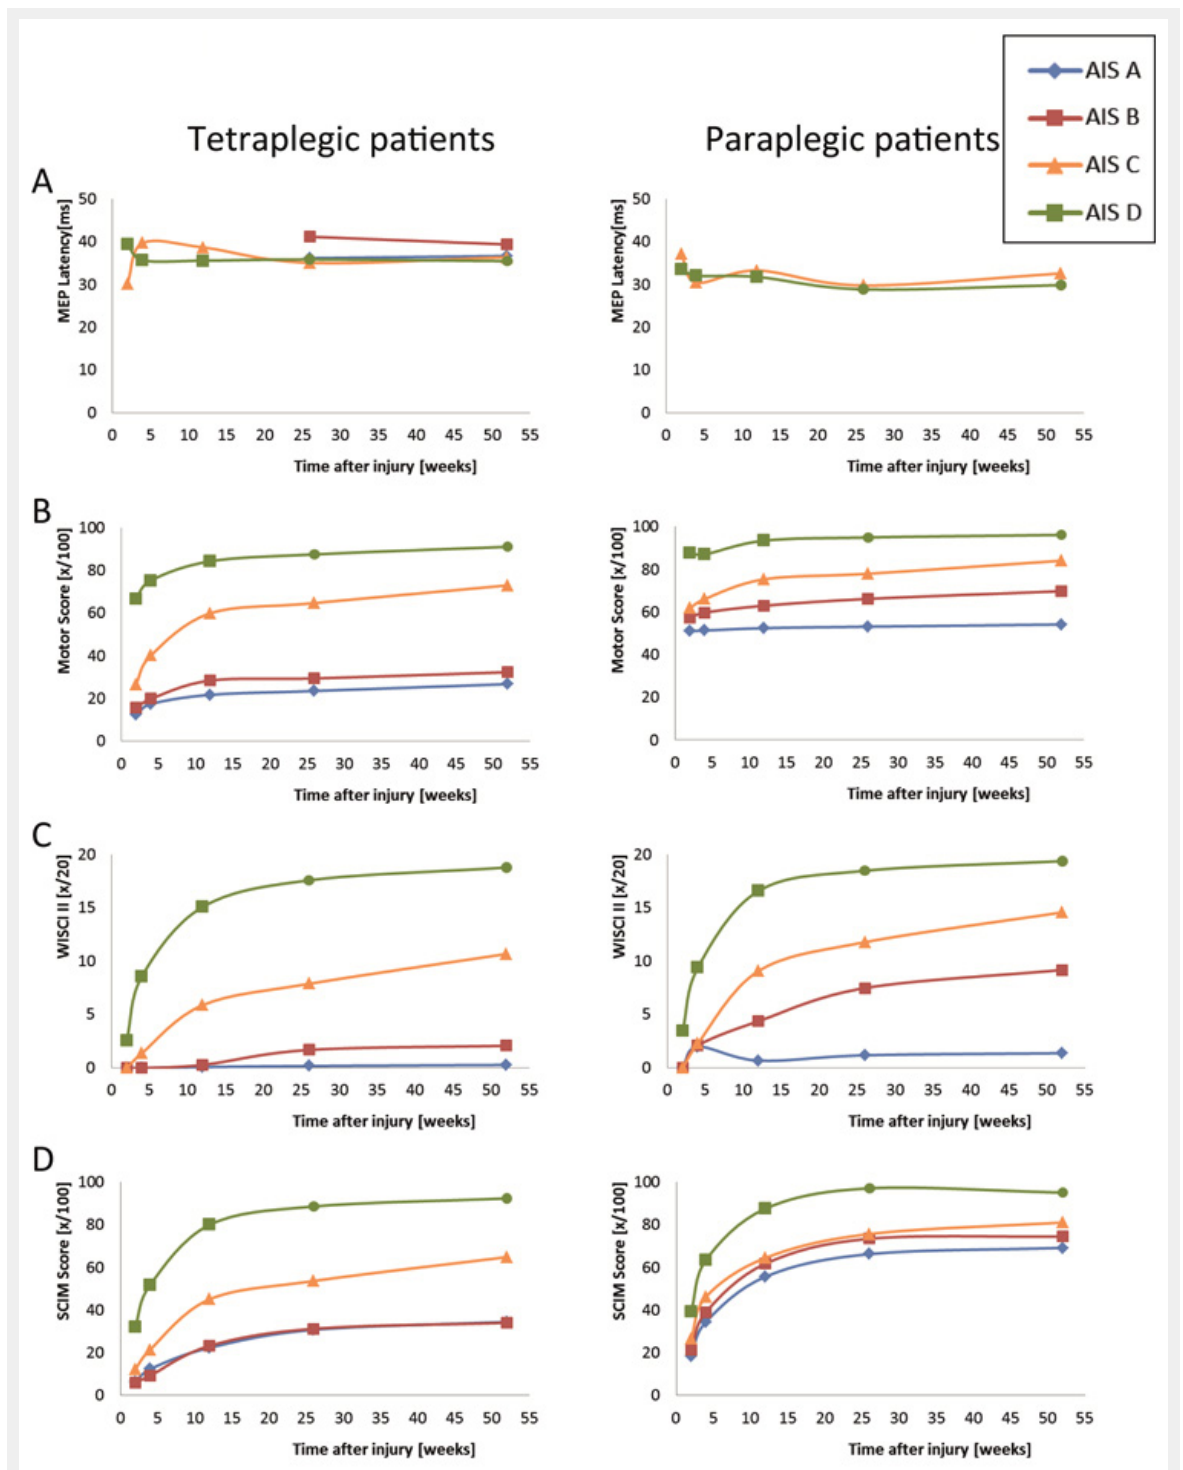 AIS A
AIS B
AIS C
AIS D
Tetraplegic patients
Paraplegic patients
A
MEP Latency[ms]
50
40
30
20
10
0
0 5 10 15 20 25 30 35 40 45 50 55
Time after injury [weeks]
MEP Latency[ms]
50
40
30
20
10
0
0 5 10 15 20 25 30 35 40 45 50 55
Time after injury [weeks]
B
Motor Score [x/100]
100
80
60
40
20
0
0 5 10 15 20 25 30 35 40 45 50 55
Time after injury [weeks]
Motor Score [x/100]
100
80
60
40
20
0
0 5 10 15 20 25 30 35 40 45 50 55
Time after injury [weeks]
C
WISCI II [x/20]
20
15
10
5
0
0 5 10 15 20 25 30 35 40 45 50 55
Time after injury [weeks]
WISCI II [x/20]
20
15
10
5
0
0 5 10 15 20 25 30 35 40 45 50 55
Time after injury [weeks]
D
SCIM Score [x/100]
100
80
60
40
20
0
0 5 10 15 20 25 30 35 40 45 50 55
Time after injury [weeks]
SCIM Score [x/100]
100
80
60
40
20
0
0 5 10 15 20 25 30 35 40 45 50 55
Time after injury [weeks]